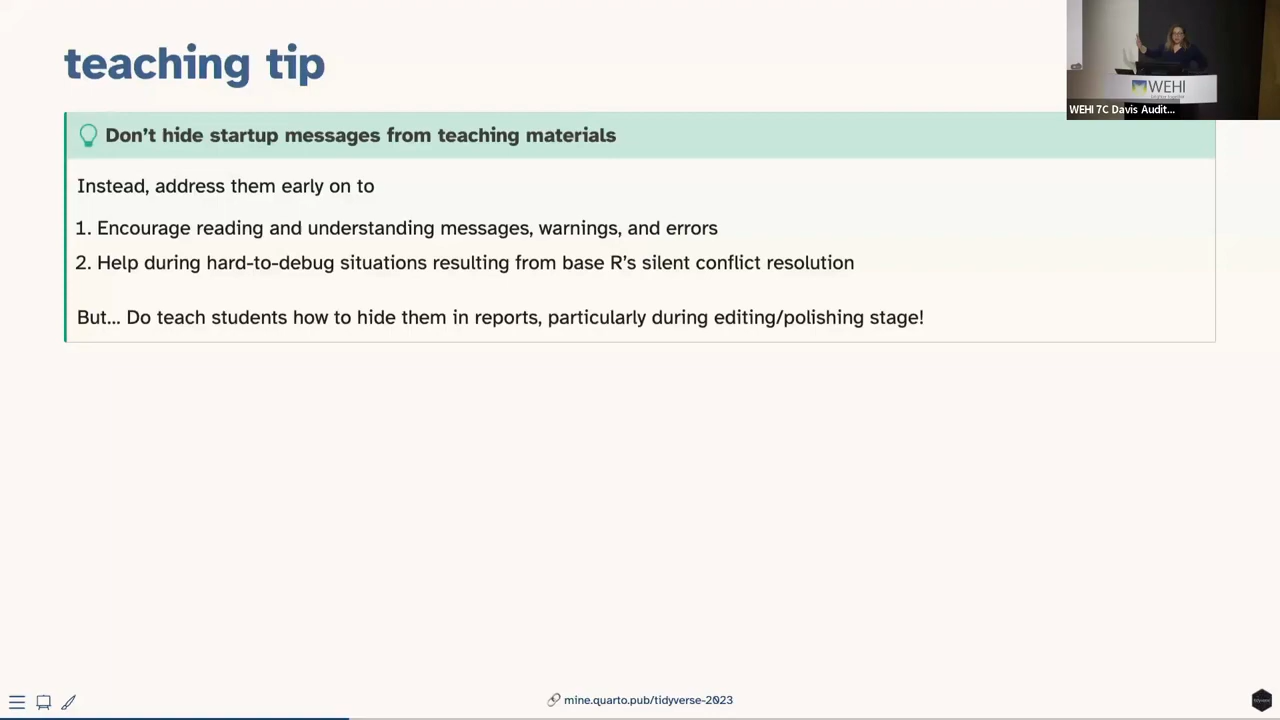 teaching tip
Don’t hide startup messages from teaching materials
Instead, address them early on to
1. Encourage reading and understanding messages, warnings, and errors
2. Help during hard-to-debug situations resulting from base R’s silent conflict resolution
But... Do teach students how to hide them in reports, particularly during editing/polishing stage!
WEHI
WEHI 7C Davis Audit...
mine.quarto.pub/tidyverse-2023